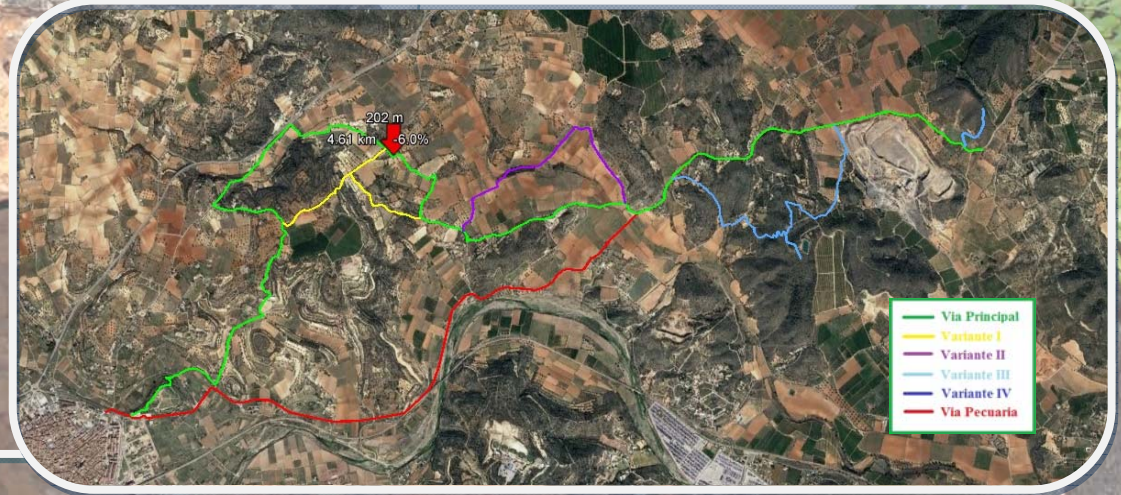 202 m
4.61 km -6.0%
Via Principal
Variante I
Variante II
Variante III
Variante IV
Via Pecuaria